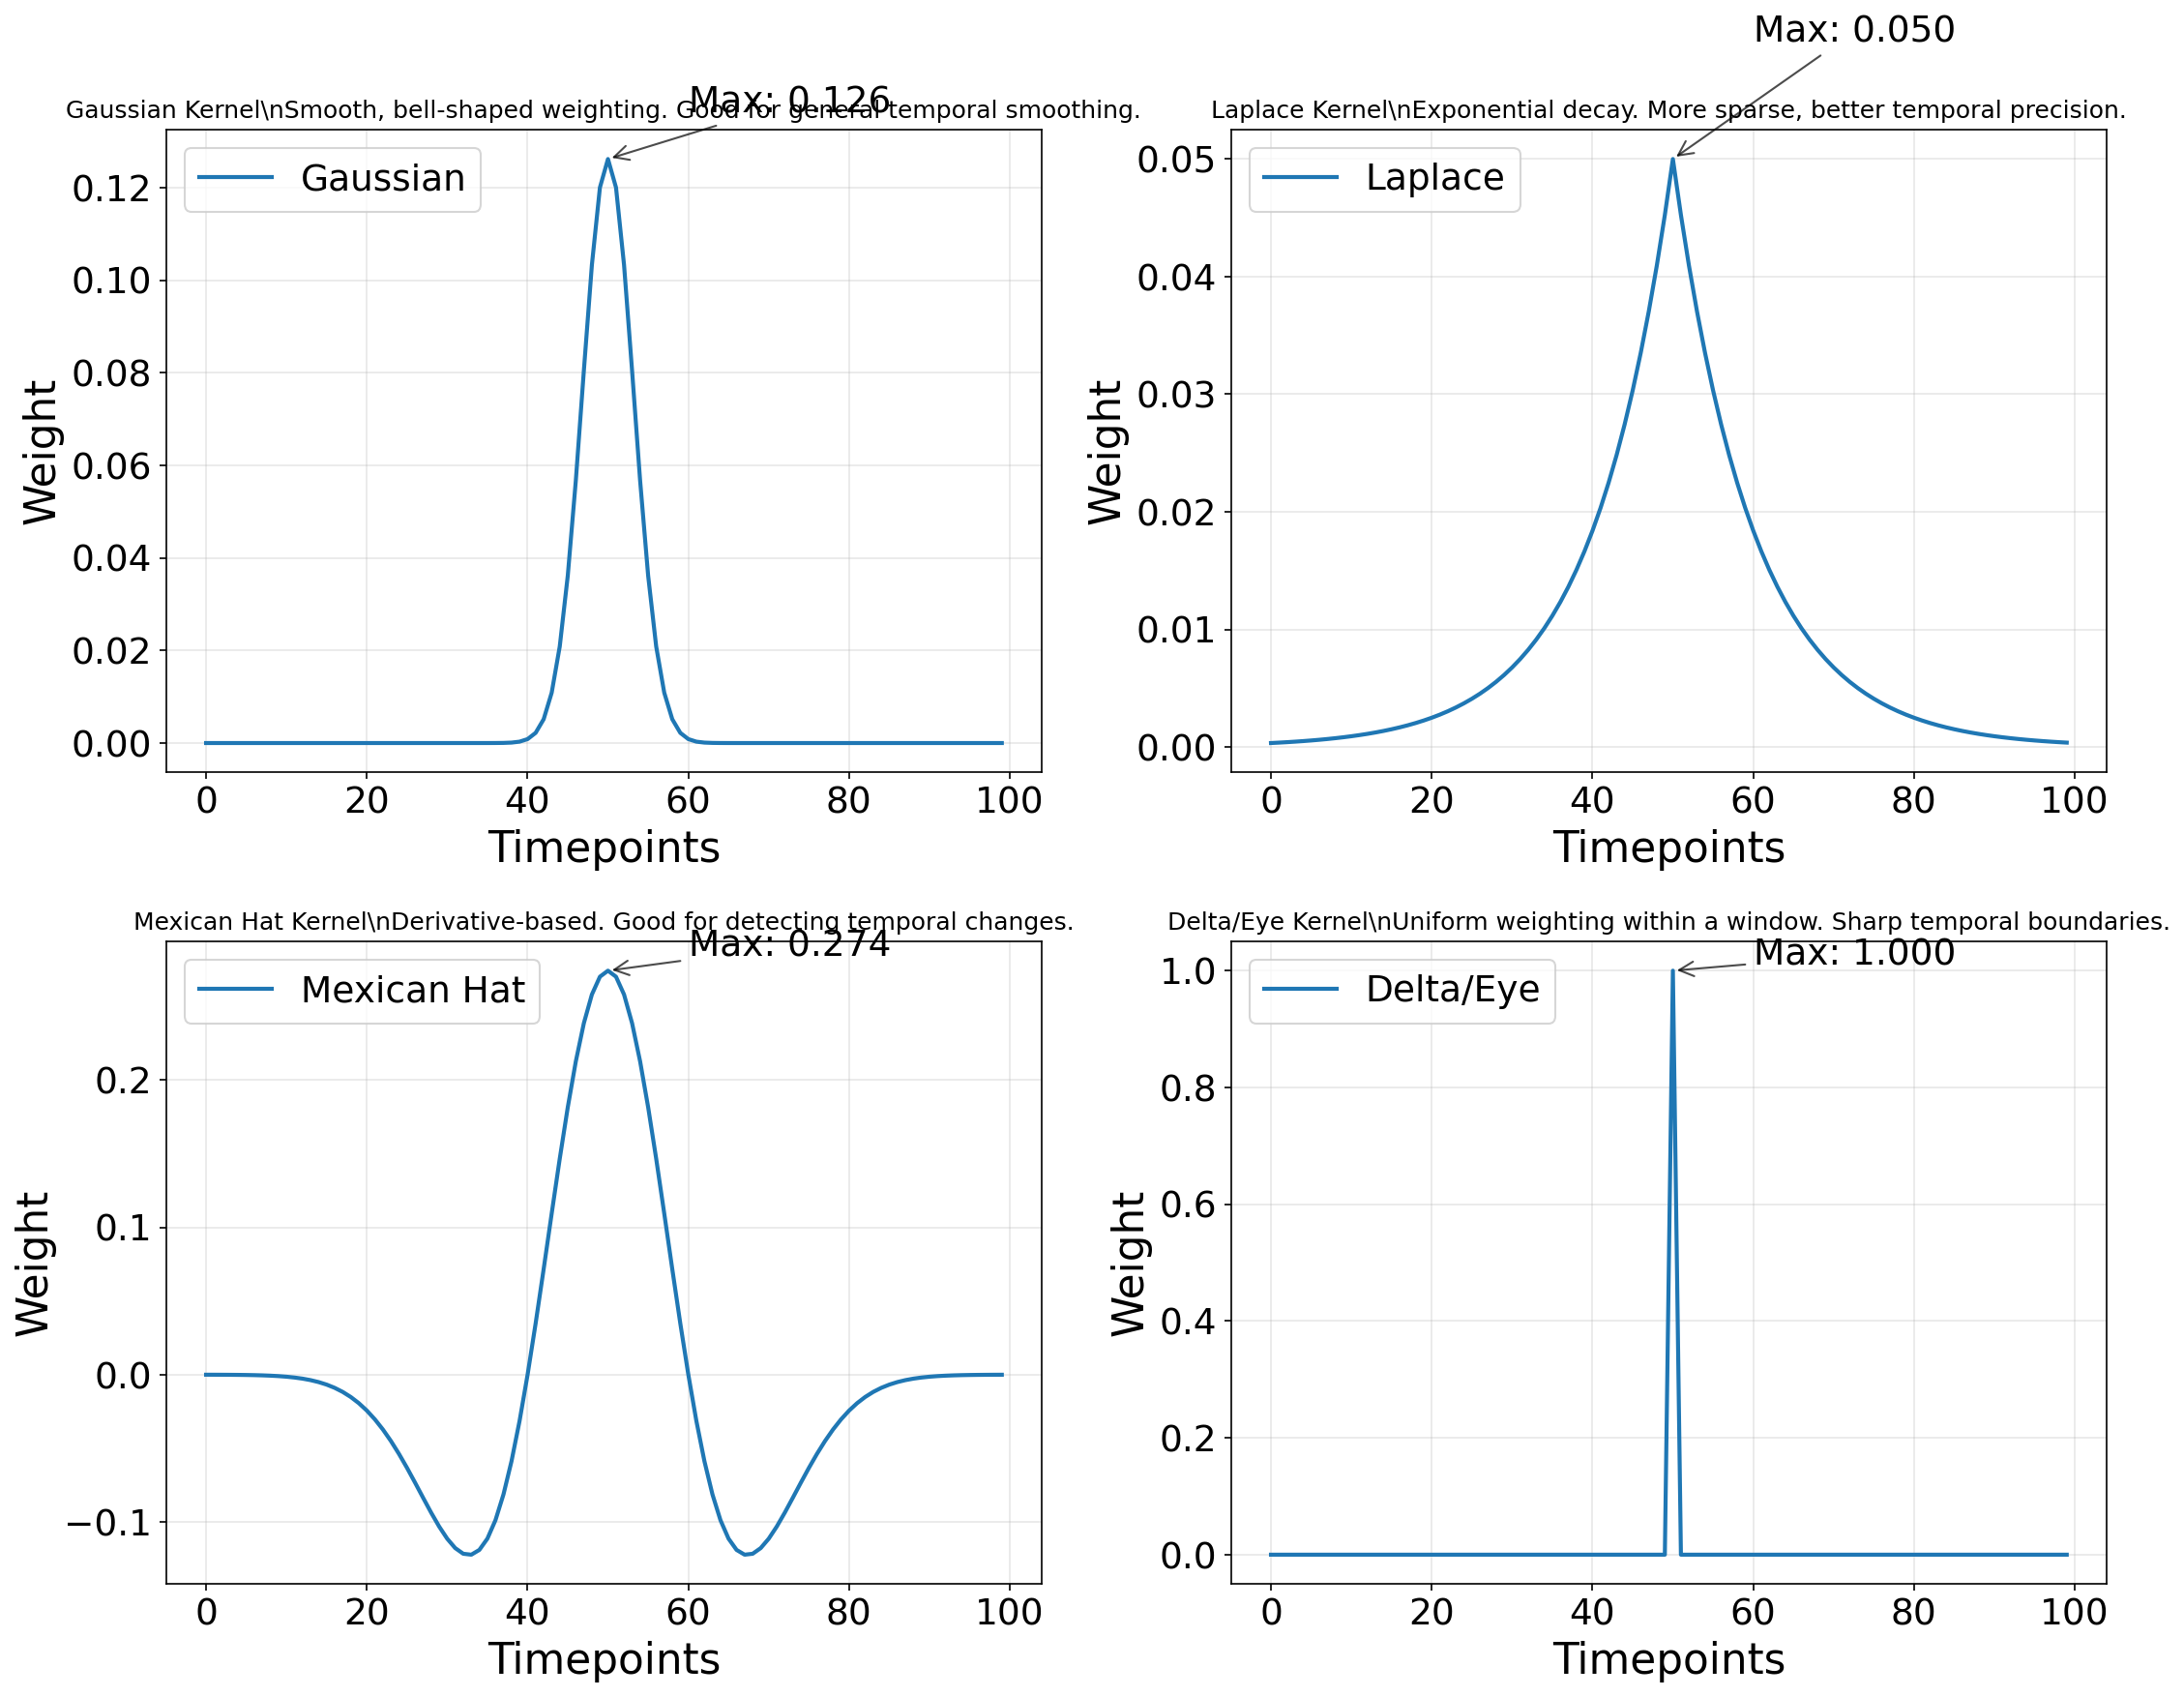 Max: 0.126
Max: 0.050
Gaussian Kernel\nSmooth, bell-shaped weighting. Good for general temporal smoothing.
Laplace Kernel\nExponential decay. More sparse, better temporal precision.
Gaussian
0.12
0.10
0.08
0.06
0.04
0.02
0.00
Weight
0 20 40 60 80 100
Timepoints
Laplace
0.05
0.04
0.03
0.02
0.01
0.00
Weight
0 20 40 60 80 100
Timepoints
Mexican Hat Kernel\nDerivative-based. Good for detecting temporal changes.
Max: 0.274
Mexican Hat
0.2
0.1
0.0
−0.1
Weight
0 20 40 60 80 100
Timepoints
Delta/Eye Kernel\nUniform weighting within a window. Sharp temporal boundaries.
Max: 1.000
Delta/Eye
1.0
0.8
0.6
0.4
0.2
0.0
Weight
0 20 40 60 80 100
Timepoints